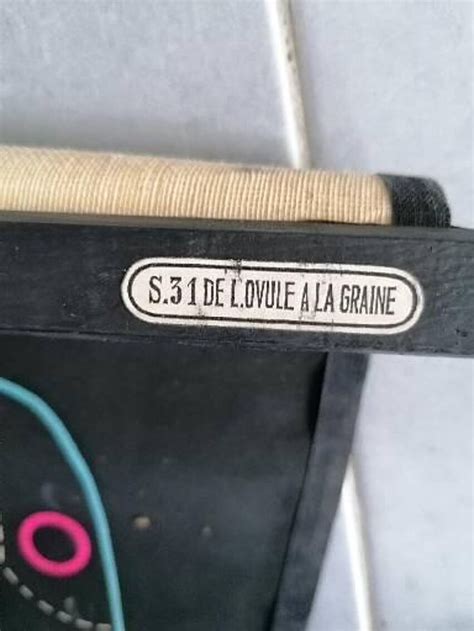 S.31 DE L.OVULE A LA GRAINE